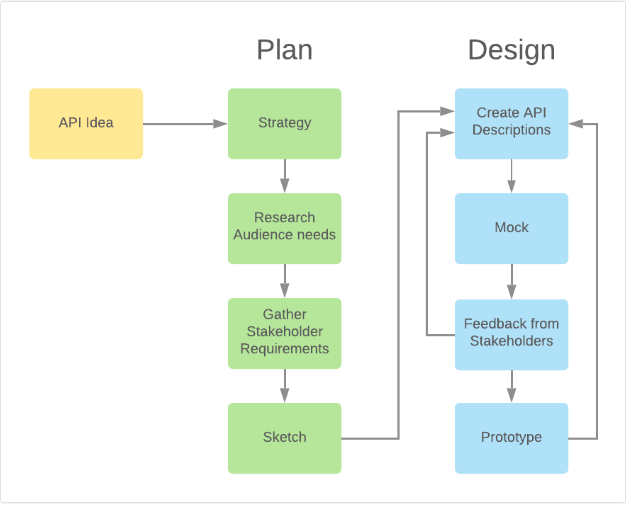 Plan
Design
API Idea
Strategy
Research
Audience needs
Gather
Stakeholder
Requirements
Sketch
Create API
Descriptions
Mock
Feedback from
Stakeholders
Prototype